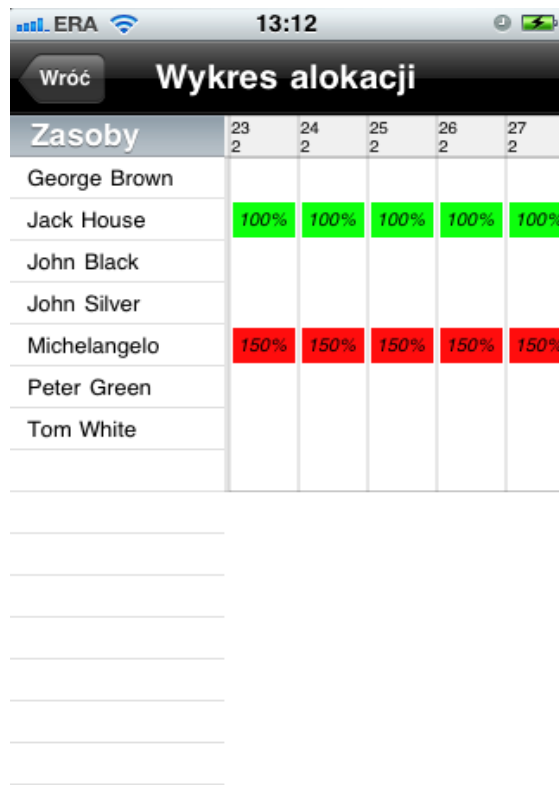 ERA 13:12
Wróć Wykres alokacji
Zasoby 23 24 25 26 27
2 2 2 2 2
George Brown
Jack House 100% 100% 100% 100% 100%
John Black
John Silver
Michelangelo 150% 150% 150% 150% 150%
Peter Green
Tom White